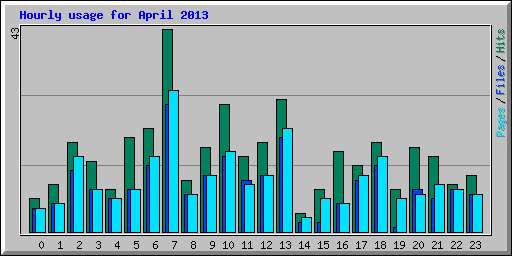 Hourly usage for April 2013
43
Pages/Files/Hits
0 1 2 3 4 5 6 7 8 9 10 11 12 13 14 15 16 17 18 19 20 21 22 23